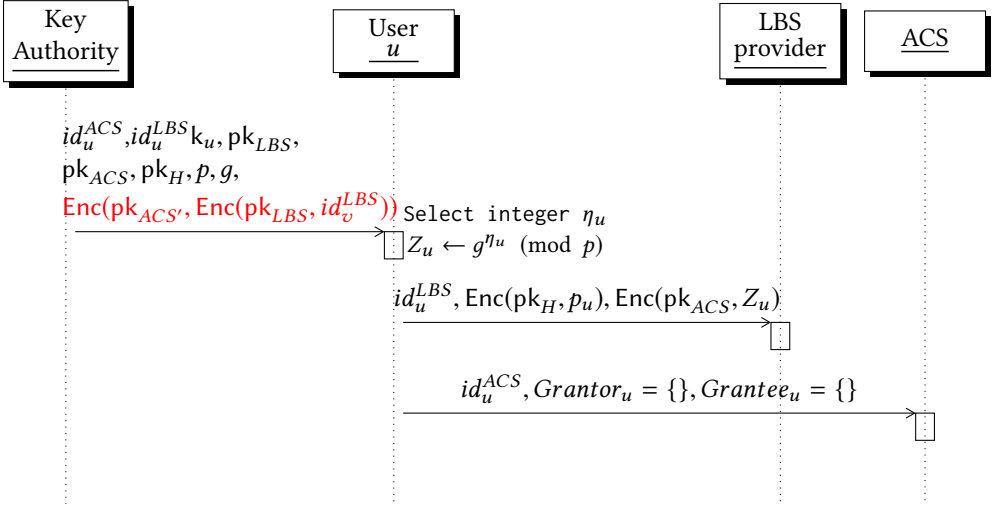 Key
Authority
User
u
LBS
provider
ACS
id_u^{ACS},id_u^{LBS}k_u, pk_{LBS},
pk_{ACS}, pk_H, p, g,
Enc(pk_{ACS′}, Enc(pk_{LBS}, id_v^{LBS}))
Select integer η_u
Z_u ← g^{η_u} (mod p)
id_u^{LBS}, Enc(pk_H, p_u), Enc(pk_{ACS}, Z_u)
id_u^{ACS}, Grantor_u = {}, Grantee_u = {}